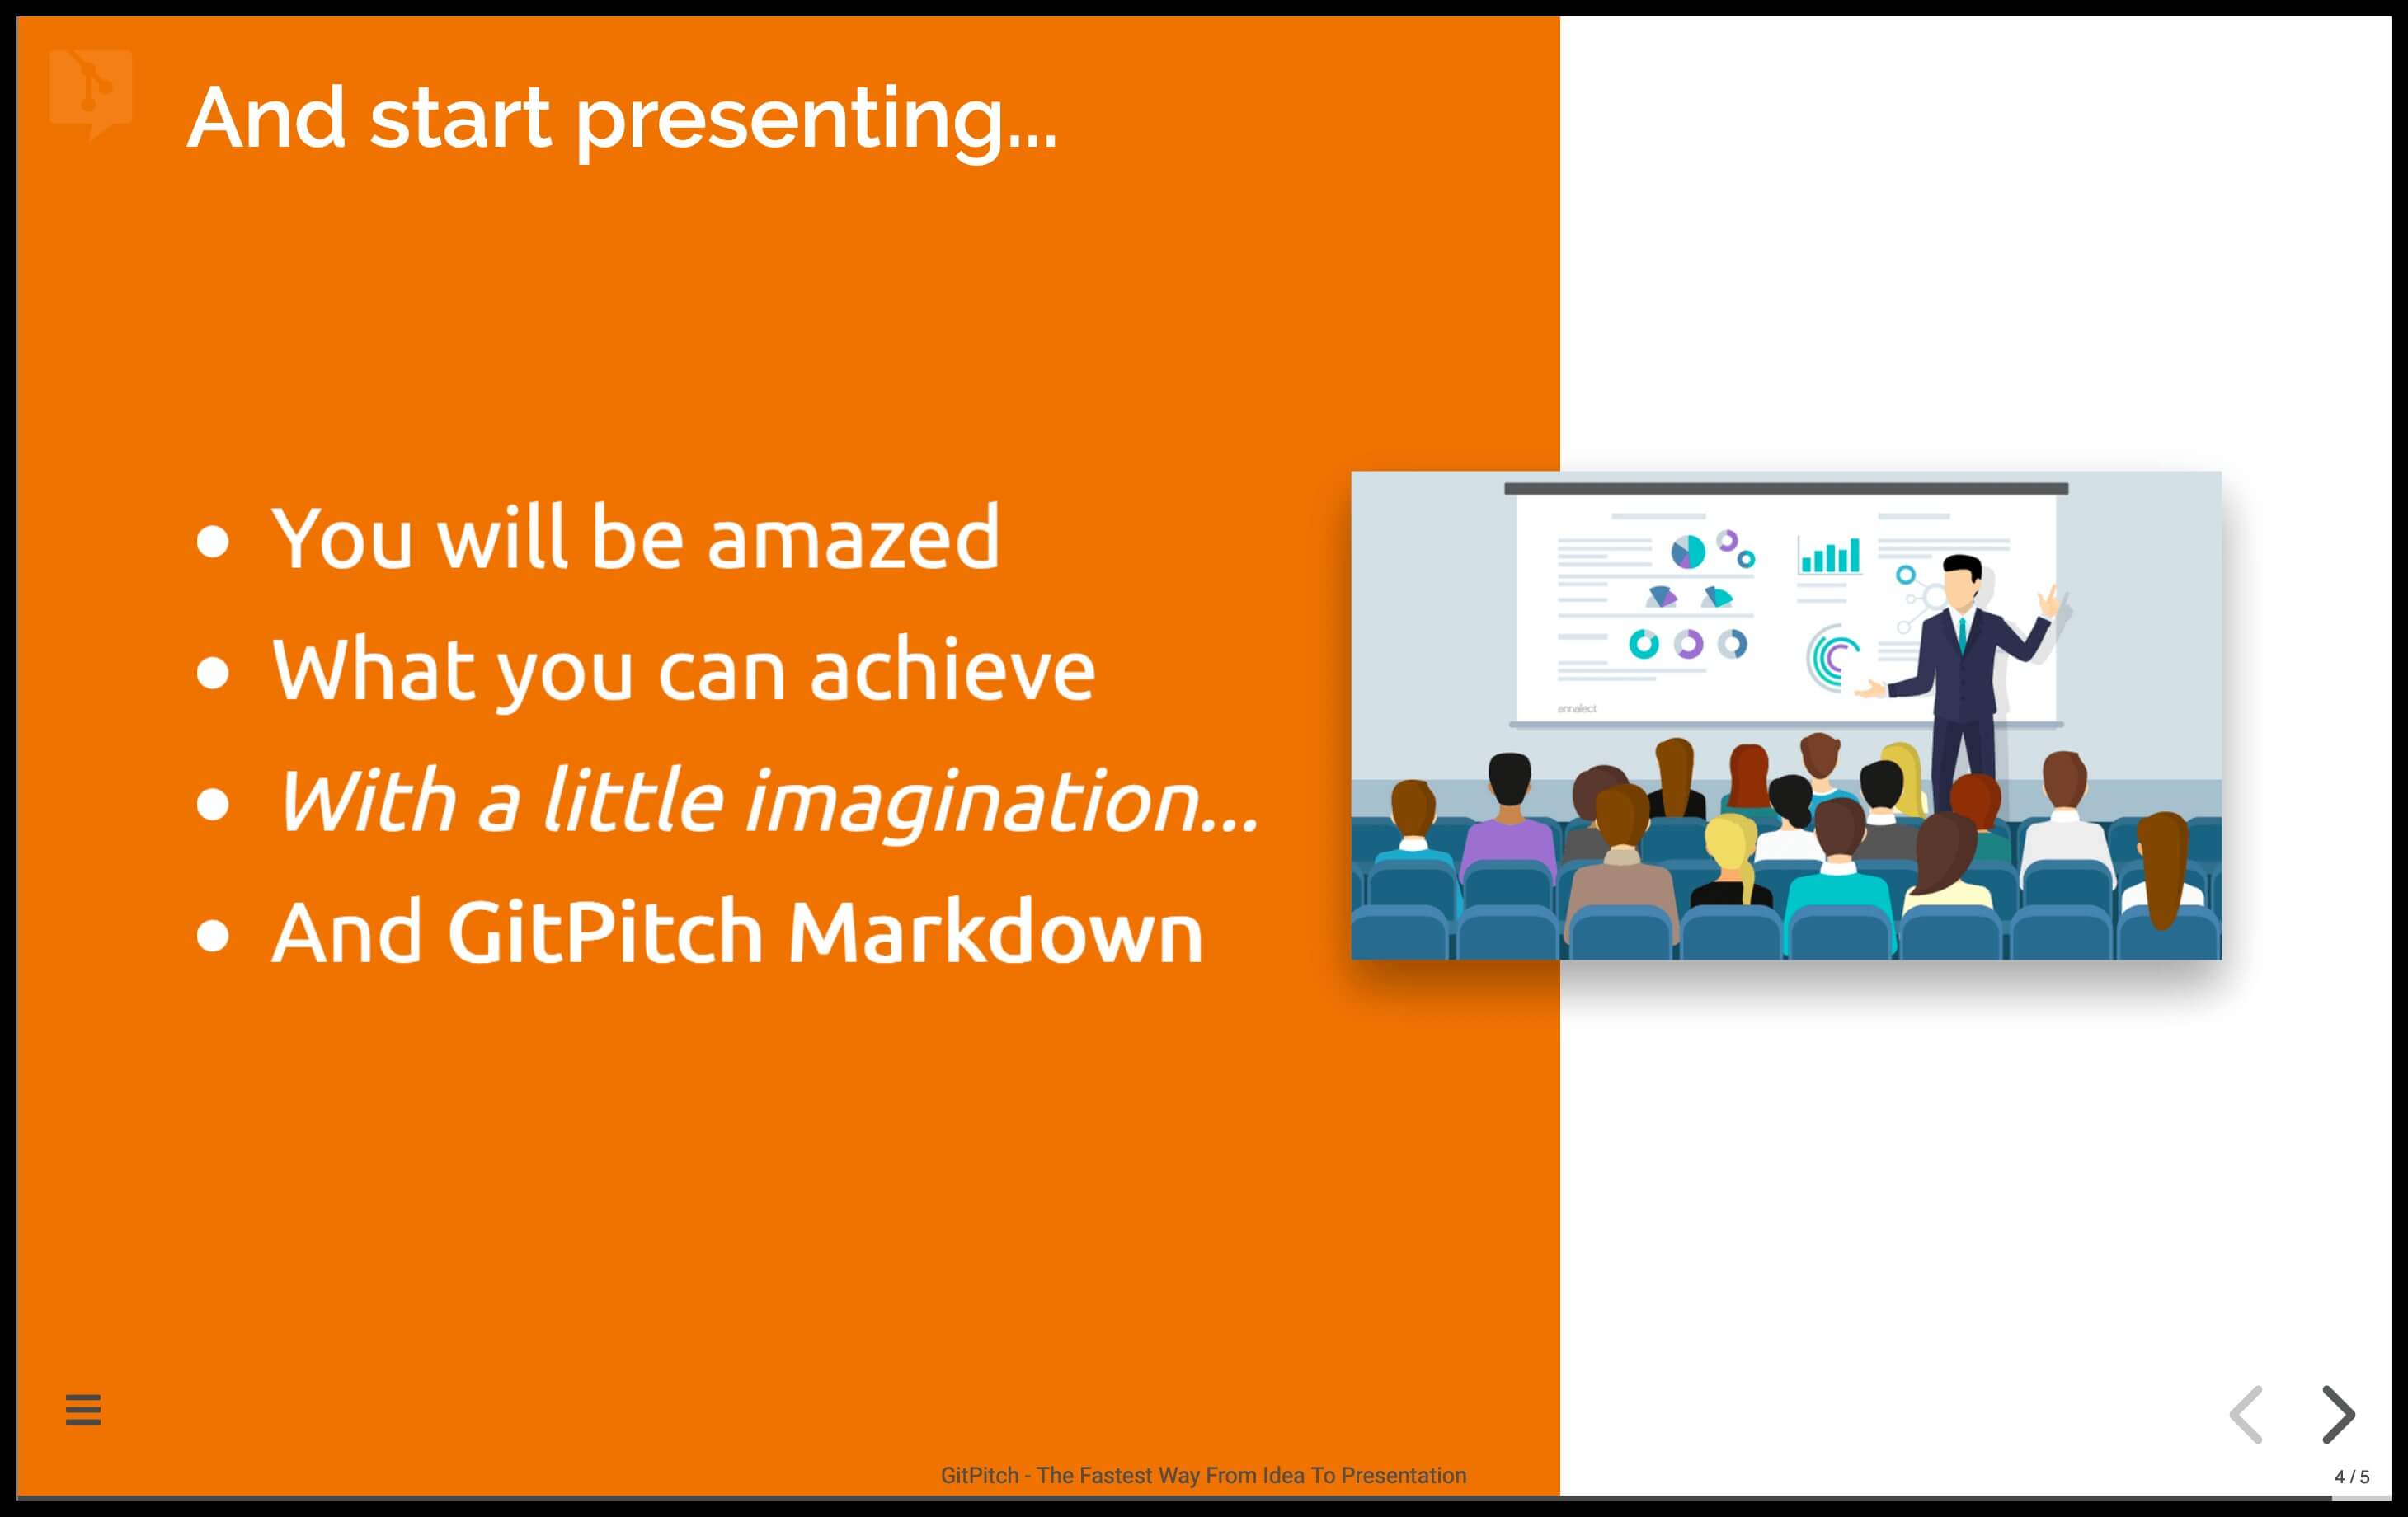 And start presenting...
You will be amazed
What you can achieve
With a little imagination...
And GitPitch Markdown
ennalect
GitPitch - The Fastest Way From Idea To Presentation
4 / 5